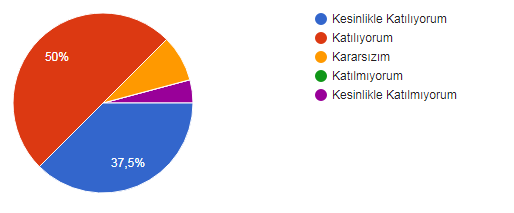 50%
37,5%
Kesinlikle Katılıyorum
Katılıyorum
Kararsızım
Katılmıyorum
Kesinlikle Katılmıyorum